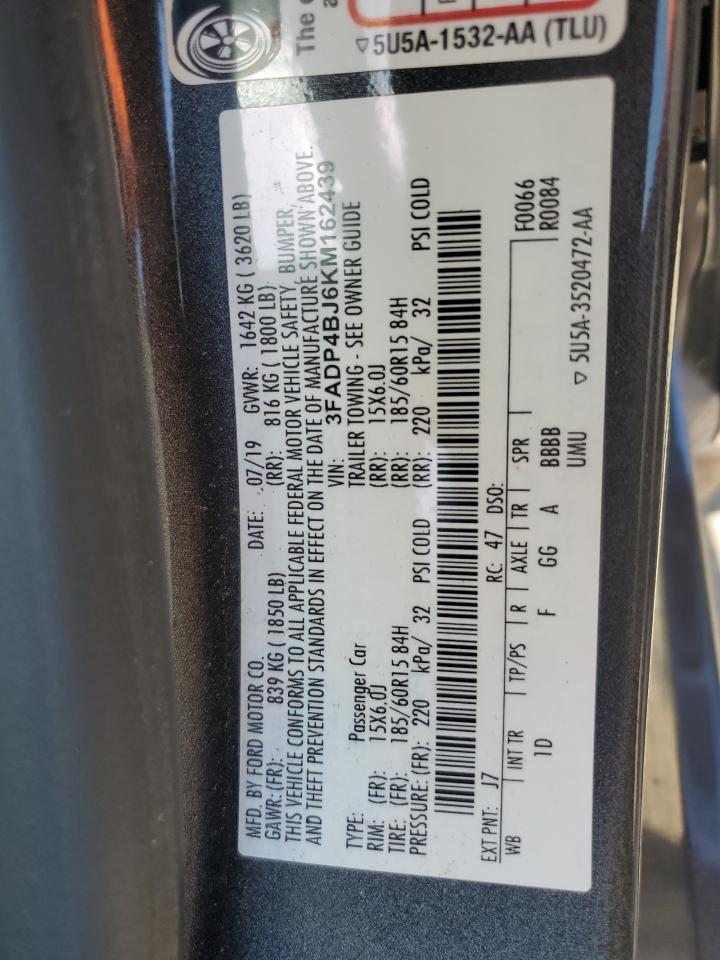 The
▽5U5A-1532-AA (TLU)
MFD. BY FORD MOTOR CO. DATE: 07/19 GVWR: 1642 KG ( 3620 LB)
GAWR:(FR): 839 KG ( 1850 LB) (RR): 816 KG ( 1800 LB)
THIS VEHICLE CONFORMS TO ALL APPLICABLE FEDERAL MOTOR VEHICLE SAFETY, BUMPER,
AND THEFT PREVENTION STANDARDS IN EFFECT ON THE DATE OF MANUFACTURE SHOWN ABOVE.
VIN: 3FADP4BJ6KM162439
TYPE: Passenger Car TRAILER TOWING - SEE OWNER GUIDE
RIM: (FR): 15X6.0J (RR): 15X6.0J
TIRE: (FR): 185/60R15 84H (RR): 185/60R15 84H
PRESSURE: (FR): 220 kPa/ 32 PSI COLD (RR): 220 kPa/ 32 PSI COLD
EXT PNT: J7 RC: 47 DSO:
WB INT TR TP/PS R AXLE TR SPR F0066
1D F GG A BBBB R0084
UMU
▽ 5U5A-3520472-AA